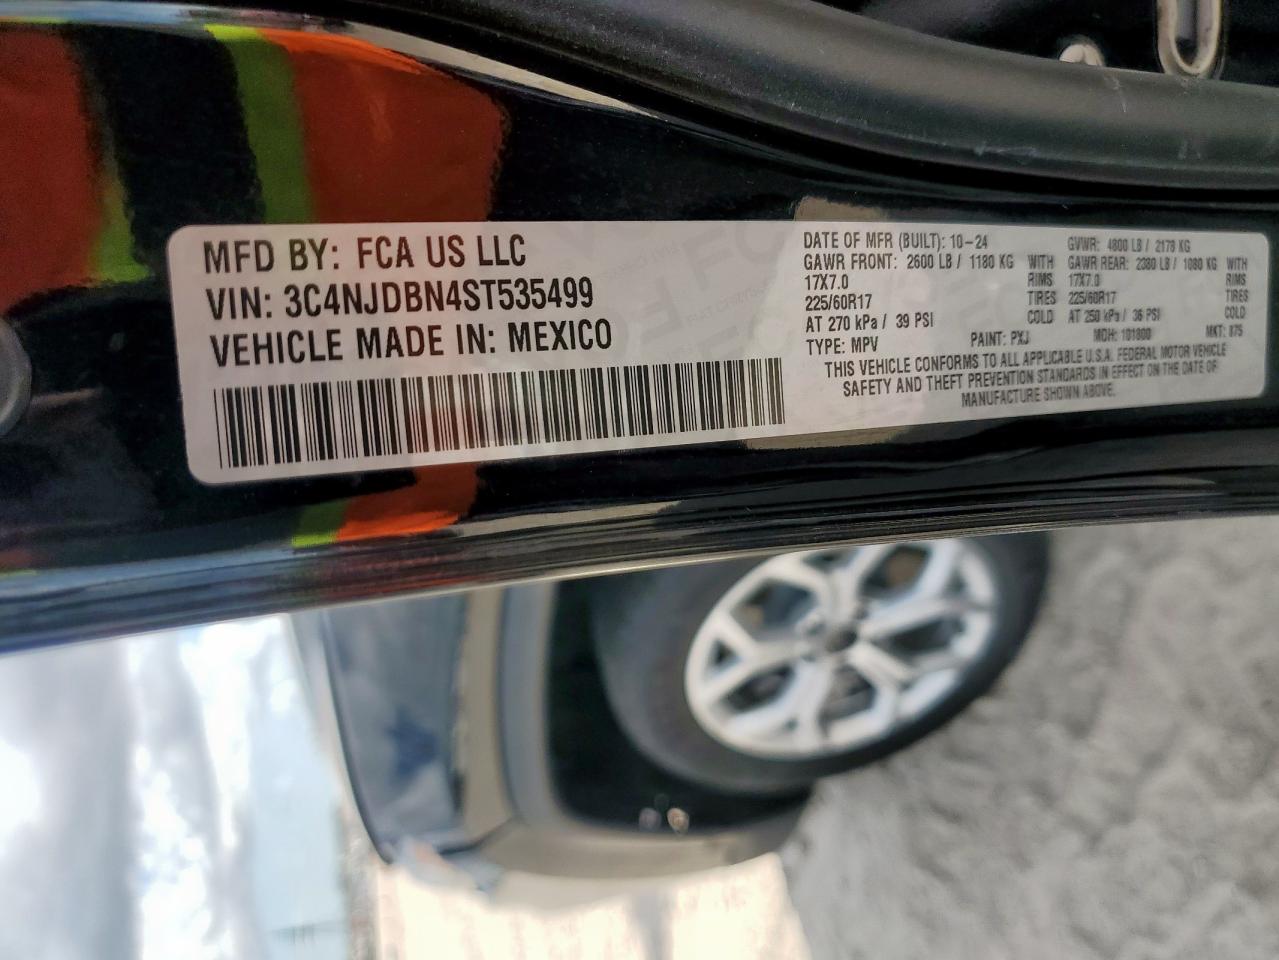 MFD BY: FCA US LLC
VIN: 3C4NJDBN4ST535499
VEHICLE MADE IN: MEXICO
DATE OF MFR (BUILT): 10-24 GVWR: 4800 LB / 2178 KG
GAWR FRONT: 2600 LB / 1180 KG WITH GAWR REAR: 2380 LB / 1080 KG WITH
17X7.0 RIMS 17X7.0 RIMS
225/60R17 TIRES 225/60R17 TIRES
AT 270 kPa / 39 PSI COLD AT 250 kPa / 36 PSI COLD
TYPE: MPV PAINT: PXJ MDH: 101800 MKT: 875
THIS VEHICLE CONFORMS TO ALL APPLICABLE U.S.A. FEDERAL MOTOR VEHICLE
SAFETY AND THEFT PREVENTION STANDARDS IN EFFECT ON THE DATE OF
MANUFACTURE SHOWN ABOVE.